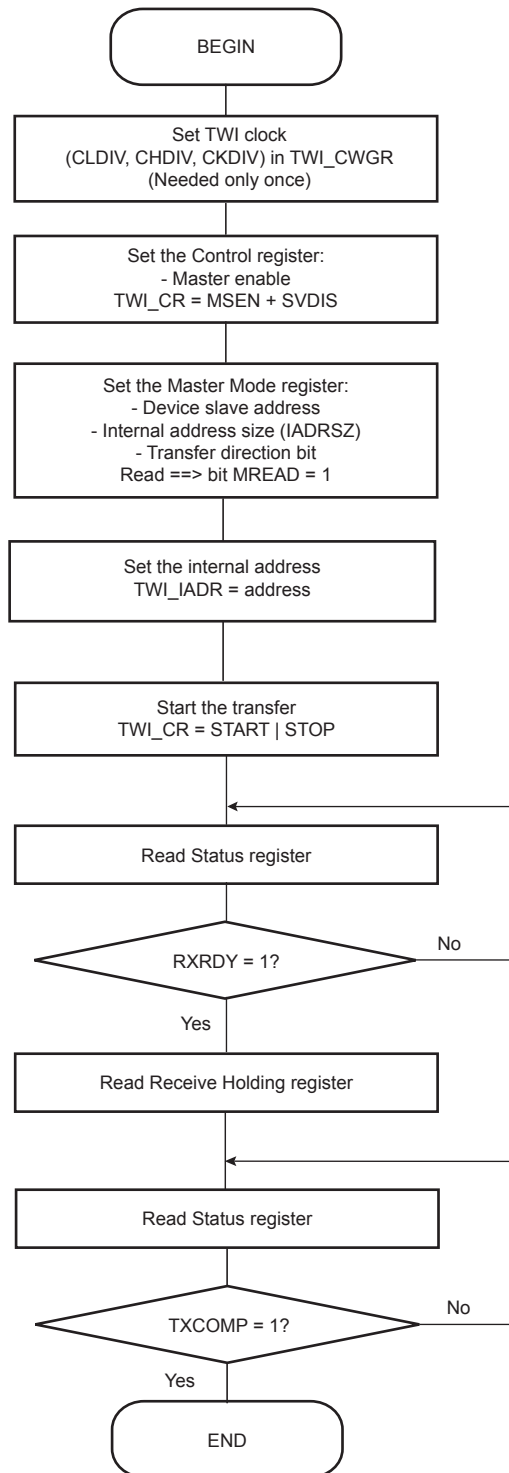 BEGIN
Set TWI clock
(CLDIV, CHDIV, CKDIV) in TWI_CWGR
(Needed only once)
Set the Control register:
- Master enable
TWI_CR = MSEN + SVDIS
Set the Master Mode register:
- Device slave address
- Internal address size (IADRSZ)
- Transfer direction bit
Read ==> bit MREAD = 1
Set the internal address
TWI_IADR = address
Start the transfer
TWI_CR = START | STOP
Read Status register
RXRDY = 1?
No
Yes
Read Receive Holding register
Read Status register
TXCOMP = 1?
No
Yes
END